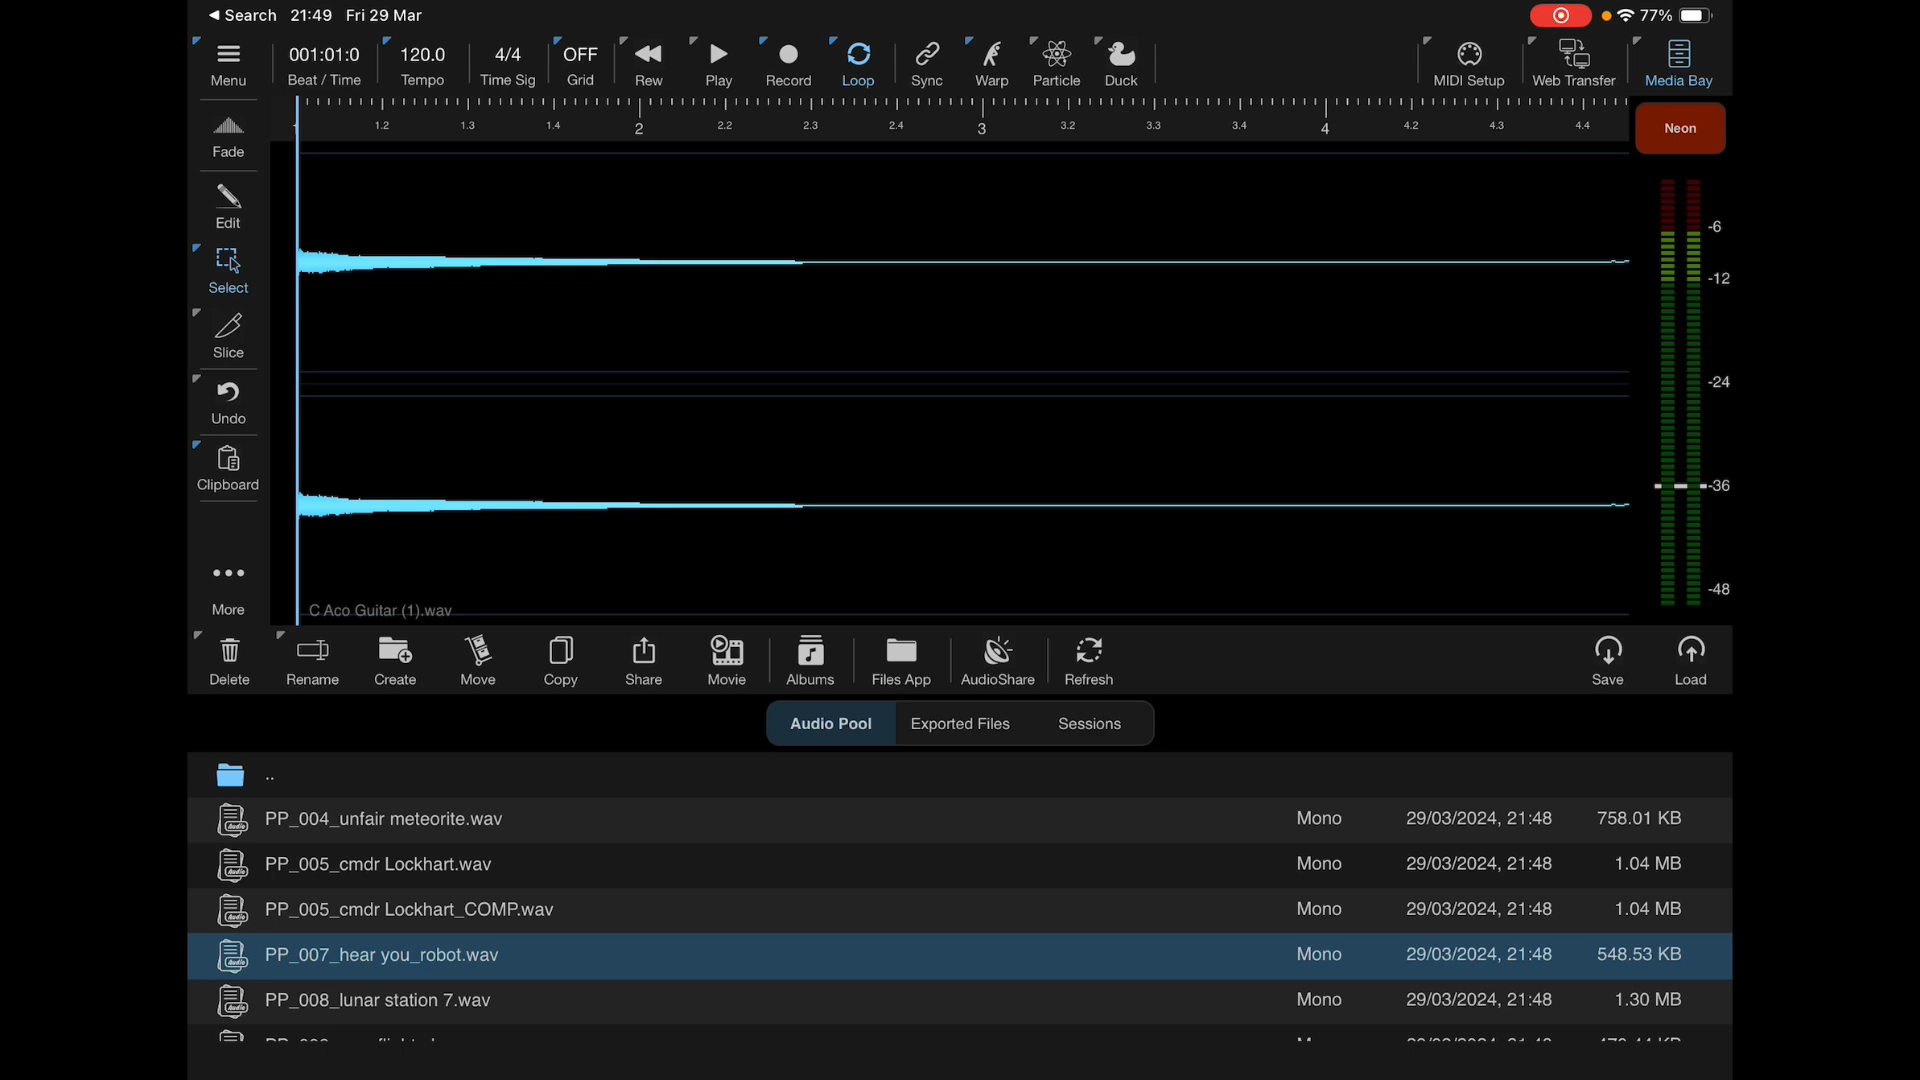 ◀ Search 21:49 Fri 29 Mar
77%
001:01:0 120.0 4/4 OFF
Menu Beat / Time Tempo Time Sig Grid Rew Play Record Loop Sync Warp Particle Duck MIDI Setup Web Transfer Media Bay
1.2 1.3 1.4 2 2.2 2.3 2.4 3 3.2 3.3 3.4 4 4.2 4.3 4.4
Neon
Fade
Edit
Select
Slice
Undo
Clipboard
More
-6
-12
-24
-36
-48
C Aco Guitar (1).wav
Delete Rename Create Move Copy Share Movie Albums Files App AudioShare Refresh Save Load
Audio Pool Exported Files Sessions
..
Audio PP_004_unfair meteorite.wav Mono 29/03/2024, 21:48 758.01 KB
Audio PP_005_cmdr Lockhart.wav Mono 29/03/2024, 21:48 1.04 MB
Audio PP_005_cmdr Lockhart_COMP.wav Mono 29/03/2024, 21:48 1.04 MB
Audio PP_007_hear you_robot.wav Mono 29/03/2024, 21:48 548.53 KB
Audio PP_008_lunar station 7.wav Mono 29/03/2024, 21:48 1.30 MB